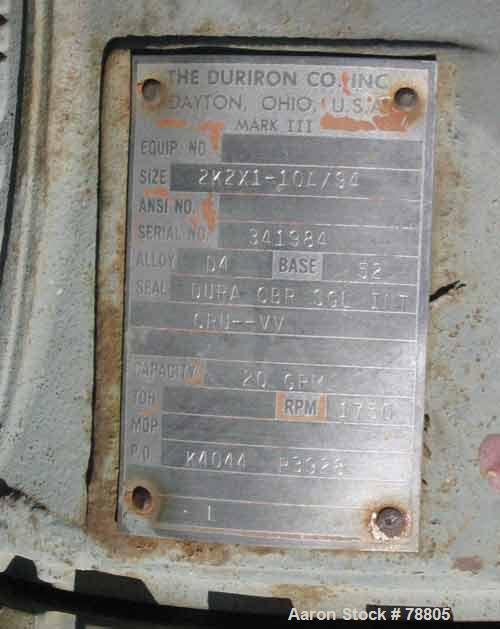 THE DURIRON CO. INC
DAYTON, OHIO, U.S.A.
MARK III
EQUIP. NO.
SIZE 2K2X1-10A/94
ANSI NO.
SERIAL NO. 341984
ALLOY D4 BASE 52
SEAL DURA CBR SGL INT
CRU--VV
CAPACITY 20 GPM
TDH RPM 1750
MDP
P.O. K4044 P3928
- 1
Aaron Stock # 78805